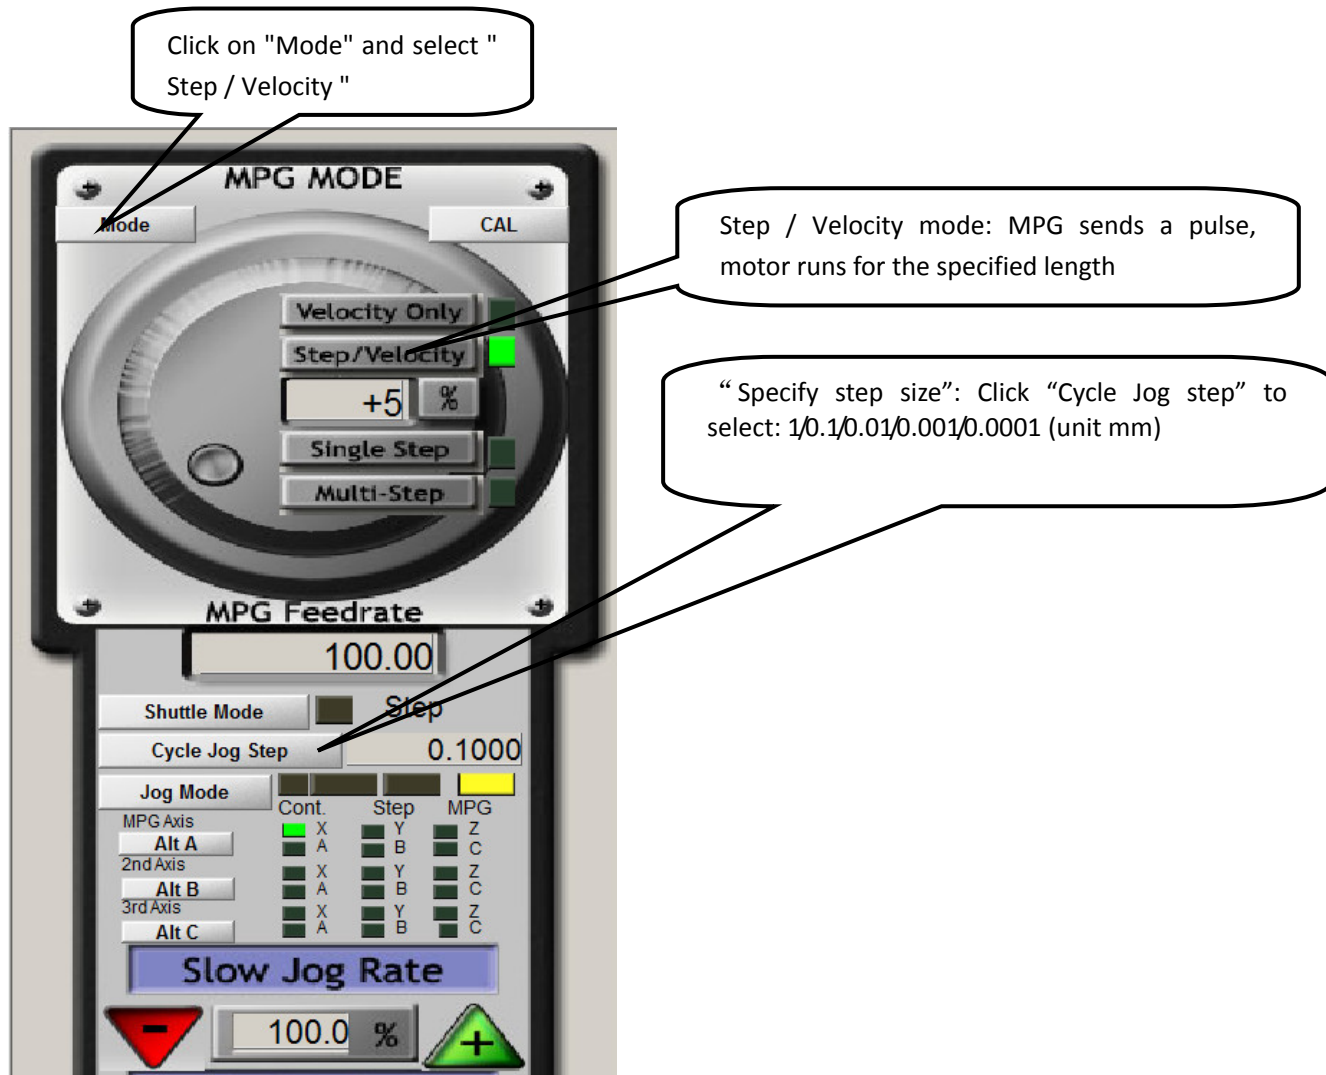 Click on "Mode" and select "
Step / Velocity "
MPG MODE
Mode
CAL
Step / Velocity mode: MPG sends a pulse,
motor runs for the specified length
Velocity Only
Step/Velocity
+5 %
Single Step
Multi-Step
“Specify step size”: Click “Cycle Jog step” to
select: 1/0.1/0.01/0.001/0.0001 (unit mm)
MPG Feedrate
100.00
Shuttle Mode
Step
Cycle Jog Step
0.1000
Jog Mode
Cont. Step MPG
MPG Axis
X Y Z
Alt A
A B C
2nd Axis
X Y Z
Alt B
A B C
3rd Axis
X Y Z
Alt C
A B C
Slow Jog Rate
- 100.0 % +